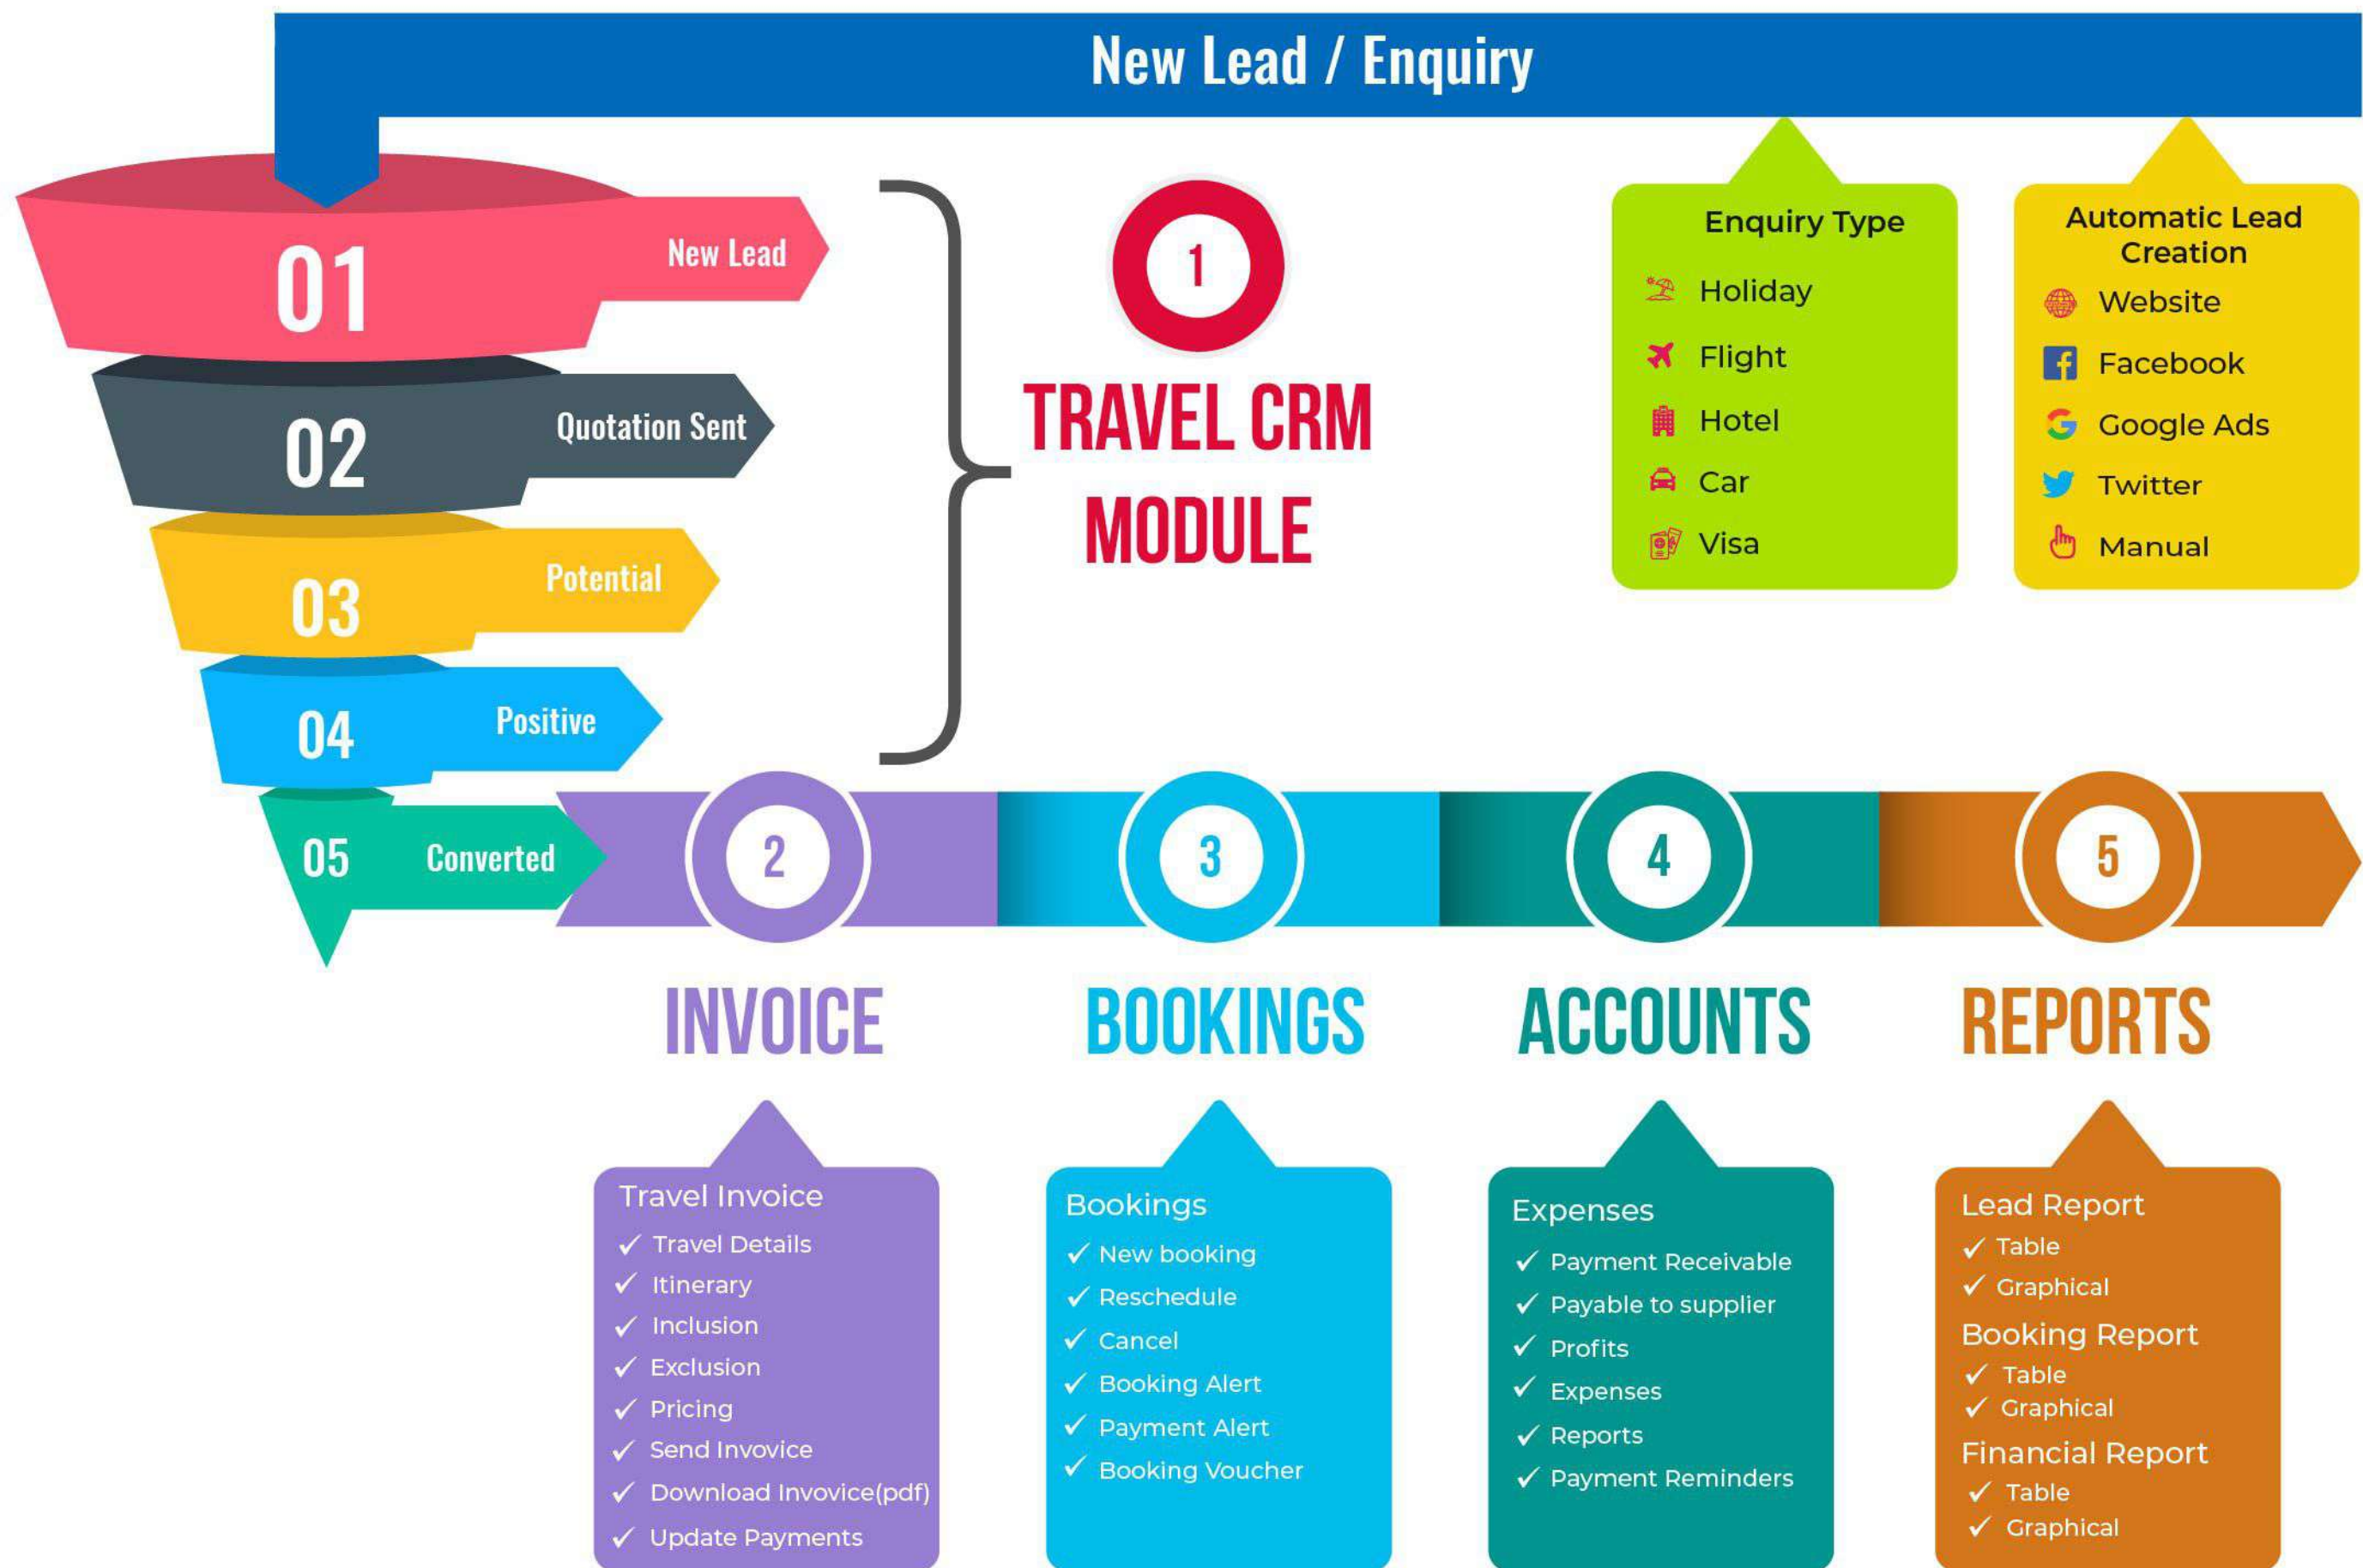 New Lead / Enquiry
01
New Lead
02
Quotation Sent
03
Potential
04
Positive
05
Converted
1
TRAVEL CRM
MODULE
Enquiry Type
Holiday
Flight
Hotel
Car
Visa
Automatic Lead
Creation
Website
Facebook
Google Ads
Twitter
Manual
2
INVOICE
3
BOOKINGS
4
ACCOUNTS
5
REPORTS
Travel Invoice
Travel Details
Itinerary
Inclusion
Exclusion
Pricing
Send Invovice
Download Invovice(pdf)
Update Payments
Bookings
New booking
Reschedule
Cancel
Booking Alert
Payment Alert
Booking Voucher
Expenses
Payment Receivable
Payable to supplier
Profits
Expenses
Reports
Payment Reminders
Lead Report
Table
Graphical
Booking Report
Table
Graphical
Financial Report
Table
Graphical